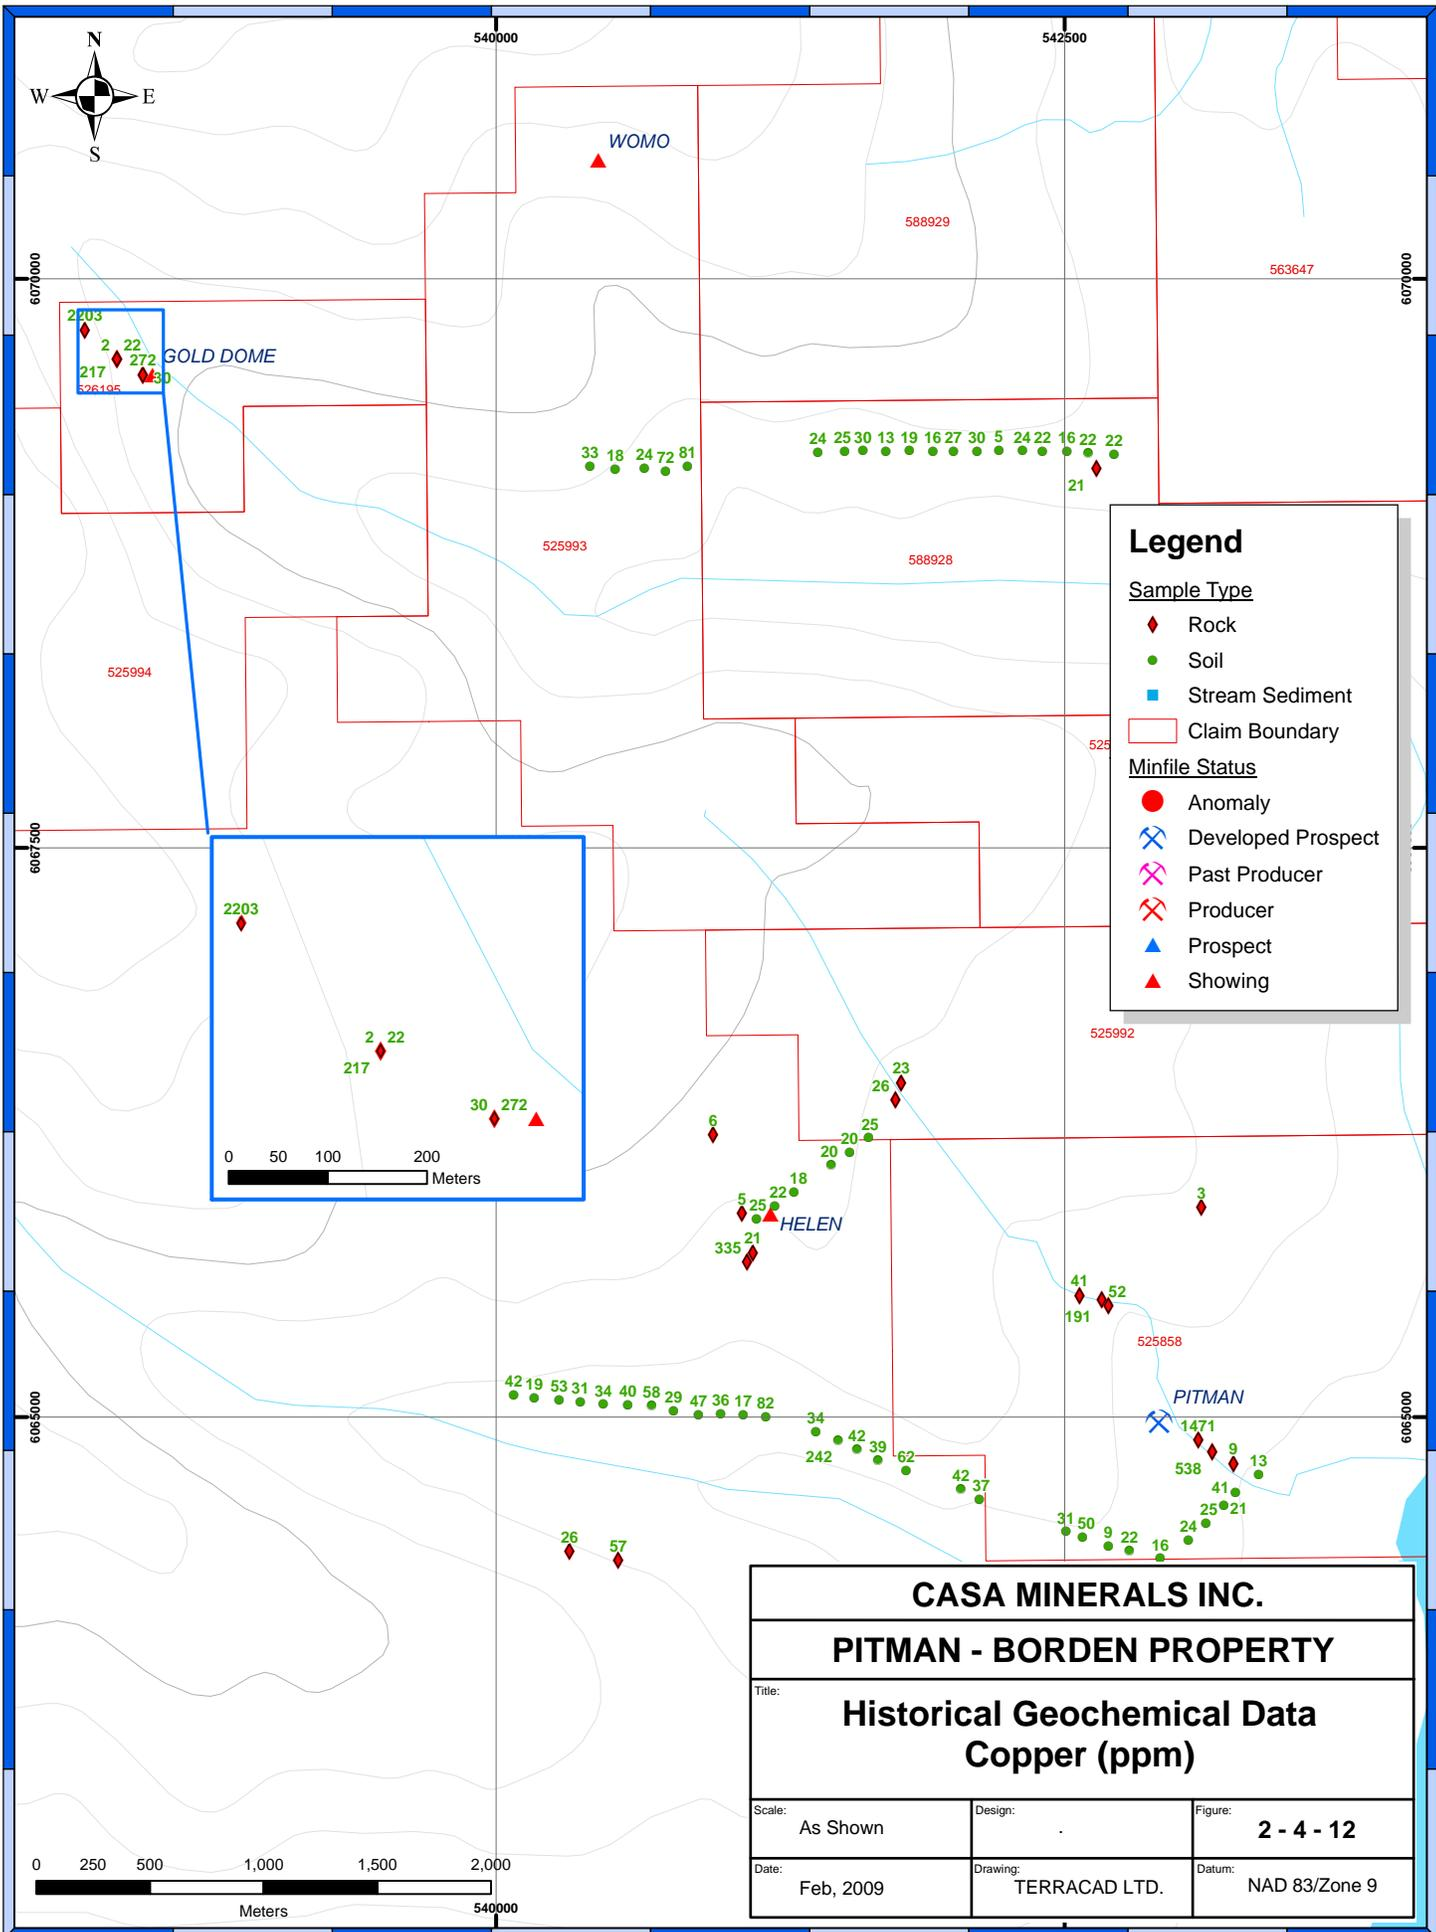 540000
542500
N
W
E
S
WOMO
588929
563647
6070000
6070000
2203
2
22
GOLD DOME
217
272
30
526195
33
18
24
72
81
24
25
30
13
19
16
27
30
5
24
22
16
22
22
21
525993
588928
525994
525
Legend
Sample Type
Rock
Soil
Stream Sediment
Claim Boundary
Minfile Status
Anomaly
Developed Prospect
Past Producer
Producer
Prospect
Showing
6067500
2203
2
22
217
30
272
0
50
100
200
Meters
525992
23
26
25
20
20
6
18
22
5
25
HELEN
21
335
3
41
52
191
525858
PITMAN
42
19
53
31
34
40
58
29
47
36
17
82
6065000
6065000
34
42
242
39
62
42
37
1471
9
13
538
41
21
25
24
31
50
9
22
16
26
57
CASA MINERALS INC.
PITMAN - BORDEN PROPERTY
Title:
Historical Geochemical Data
Copper (ppm)
Scale:
As Shown
Design:
.
Figure:
2 - 4 - 12
Date:
Feb, 2009
Drawing:
TERRACAD LTD.
Datum:
NAD 83/Zone 9
0
250
500
1,000
1,500
2,000
Meters
540000